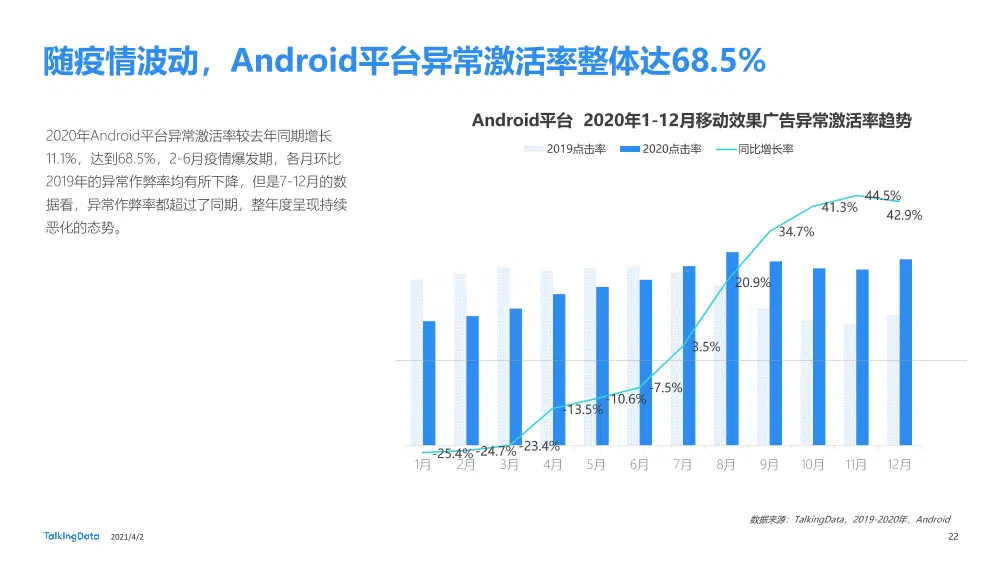 随疫情波动，Android平台异常激活率整体达68.5%
2020年Android平台异常激活率较去年同期增长
11.1%，达到68.5%，2-6月疫情爆发期，各月环比
2019年的异常作弊率均有所下降，但是7-12月的数
据看，异常作弊率都超过了同期，整年度呈现持续
恶化的态势。
Android平台 2020年1-12月移动效果广告异常激活率趋势
2019点击率 2020点击率 同比增长率
44.5%
41.3%
42.9%
34.7%
20.9%
3.5%
-7.5%
-10.6%
-13.5%
-23.4%
-24.7%
-25.4%
1月 2月 3月 4月 5月 6月 7月 8月 9月 10月 11月 12月
数据来源：TalkingData，2019-2020年，Android
TalkingData 2021/4/2 22